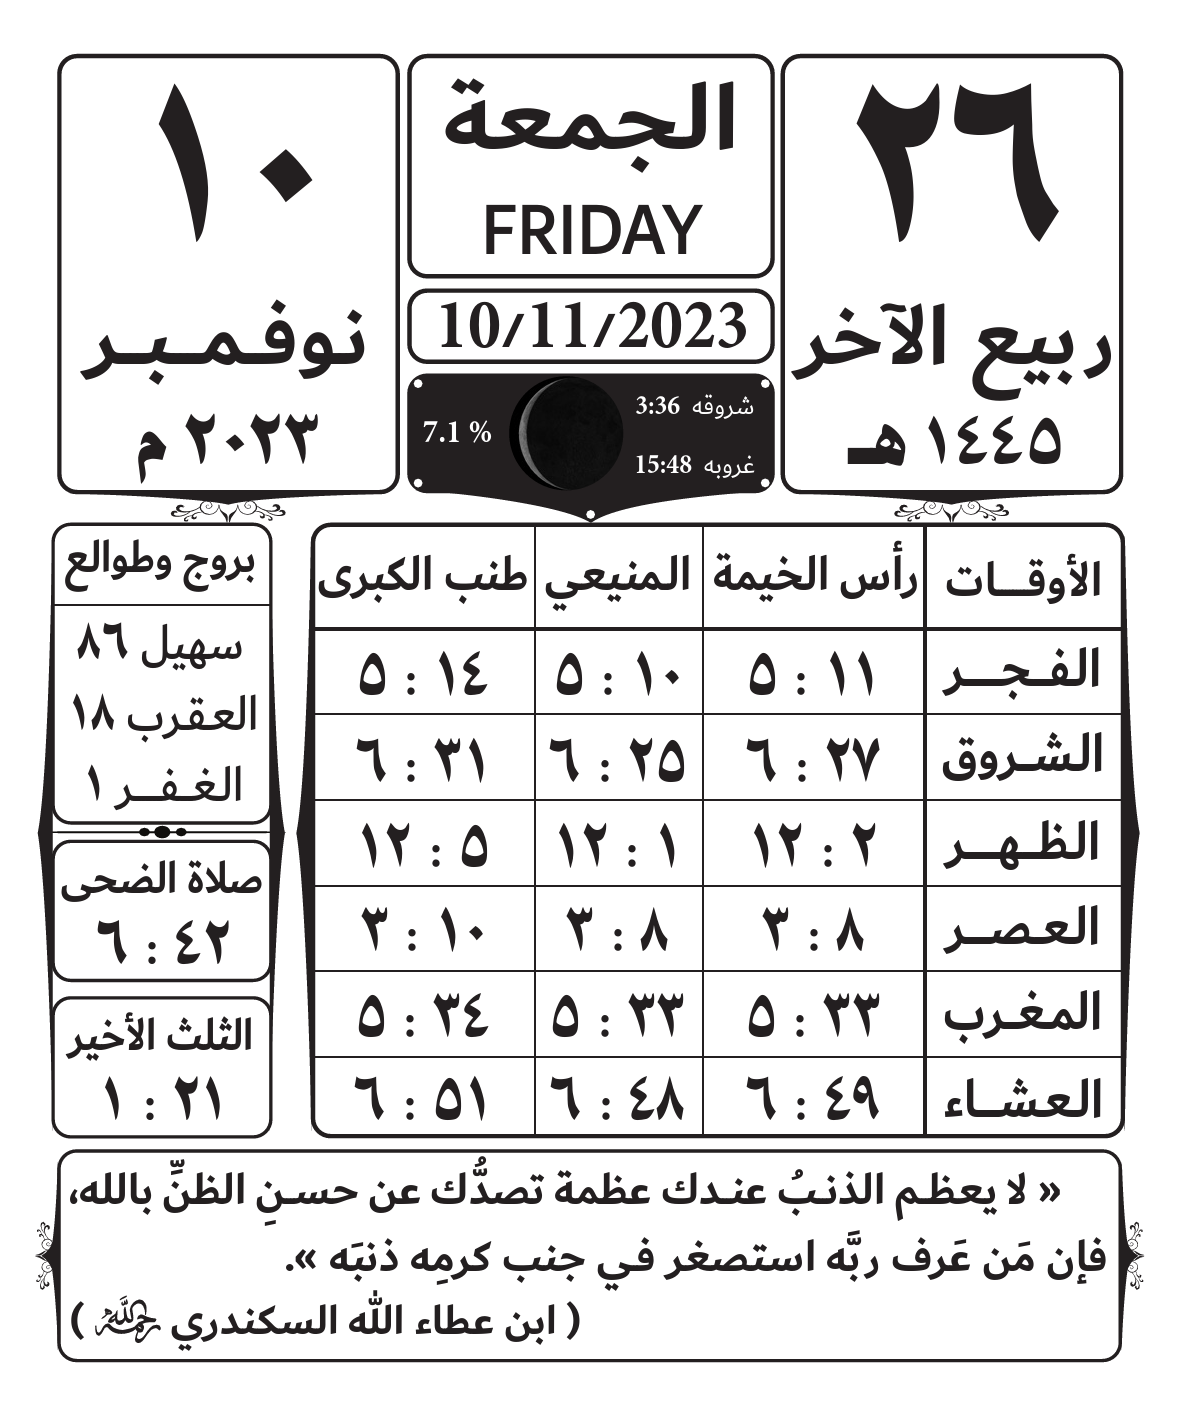 ٢٦
ربيع الآخر
١٤٤٥ هـ
الجمعة
FRIDAY
10/11/2023
شروقه 3:36
غروبه 15:48
7.1 %
١٠
نوفمبر
٢٠٢٣ م
الأوقات رأس الخيمة المنيعي طنب الكبرى
الفجر ٥ : ١١ ٥ : ١٠ ٥ : ١٤
الشروق ٦ : ٢٧ ٦ : ٢٥ ٦ : ٣١
الظهر ١٢ : ٢ ١٢ : ١ ١٢ : ٥
العصر ٣ : ٨ ٣ : ٨ ٣ : ١٠
المغرب ٥ : ٣٣ ٥ : ٣٣ ٥ : ٣٤
العشاء ٦ : ٤٩ ٦ : ٤٨ ٦ : ٥١
بروج وطوالع
سهيل ٨٦
العقرب ١٨
الغفر ١
صلاة الضحى
٦ : ٤٢
الثلث الأخير
١ : ٢١
« لا يعظم الذنبُ عندك عظمة تصدُّك عن حسنِ الظنِّ بالله،
فإن مَن عَرف ربَّه استصغر في جنب كرمِه ذنبَه ».
( ابن عطاء الله السكندري رحمه الله )